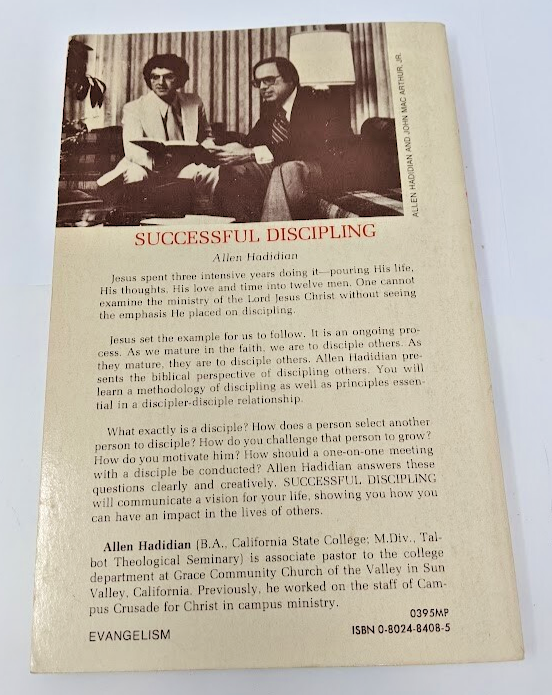 ALLEN HADIDIAN AND JOHN MAC ARTHUR, JR.
SUCCESSFUL DISCIPLING
Allen Hadidian
Jesus spent three intensive years doing it—pouring His life,
His thoughts, His love and time into twelve men. One cannot
examine the ministry of the Lord Jesus Christ without seeing
the emphasis He placed on discipling.
Jesus set the example for us to follow. It is an ongoing pro-
cess. As we mature in the faith, we are to disciple others. As
they mature, they are to disciple others. Allen Hadidian pre-
sents the biblical perspective of discipling others. You will
learn a methodology of discipling as well as principles essen-
tial in a discipler-disciple relationship.
What exactly is a disciple? How does a person select another
person to disciple? How do you challenge that person to grow?
How do you motivate him? How should a one-on-one meeting
with a disciple be conducted? Allen Hadidian answers these
questions clearly and creatively. SUCCESSFUL DISCIPLING
will communicate a vision for your life, showing you how you
can have an impact in the lives of others.
Allen Hadidian (B.A., California State College; M.Div., Tal-
bot Theological Seminary) is associate pastor to the college
department at Grace Community Church of the Valley in Sun
Valley, California. Previously, he worked on the staff of Cam-
pus Crusade for Christ in campus ministry.
0395MP
EVANGELISM
ISBN 0-8024-8408-5